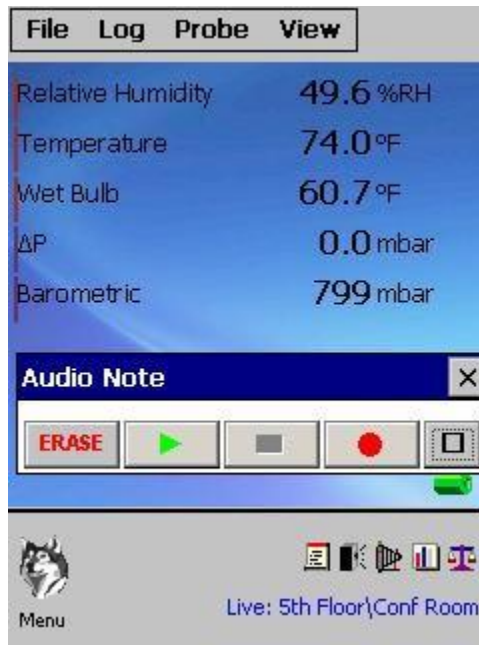 File Log Probe View
Relative Humidity 49.6 %RH
Temperature 74.0 °F
Wet Bulb 60.7 °F
ΔP 0.0 mbar
Barometric 799 mbar
Audio Note
ERASE
Menu
Live: 5th Floor\Conf Room